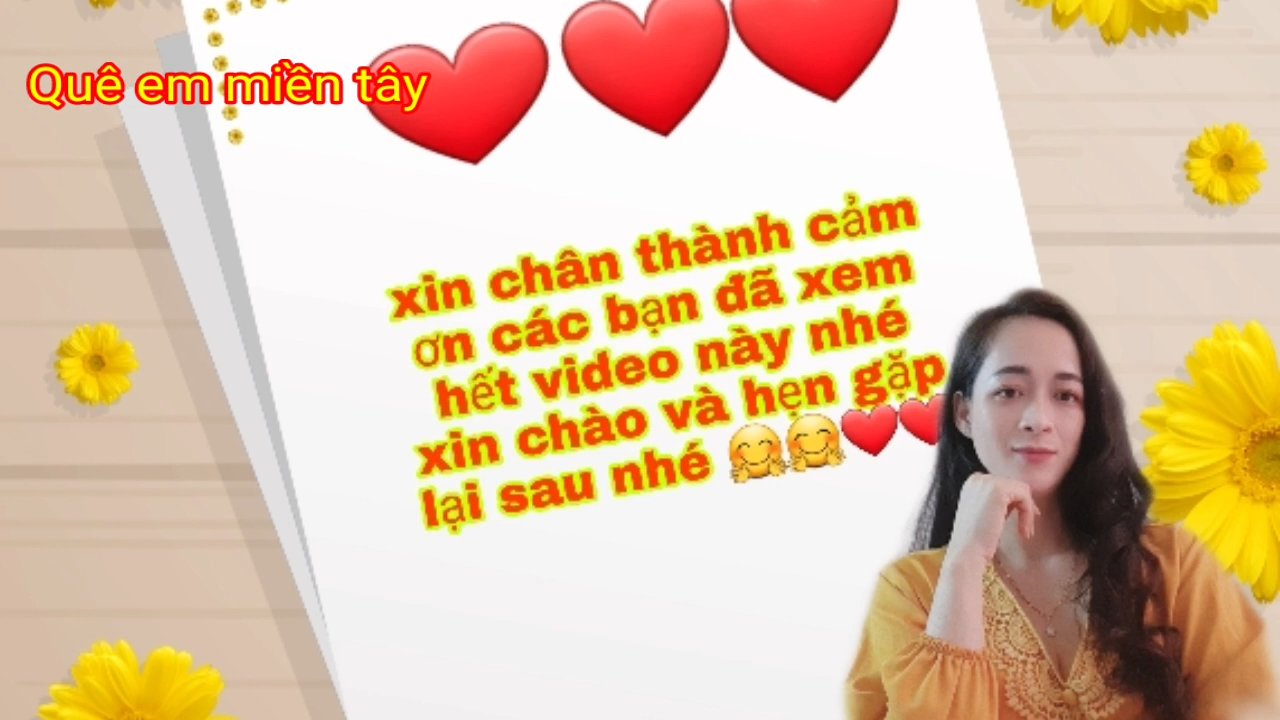 Quê em miền tây
xin chân thành cảm
ơn các bạn đã xem
hết video này nhé
xin chào và hẹn gặp
lại sau nhé 🤗🤗❤️❤️